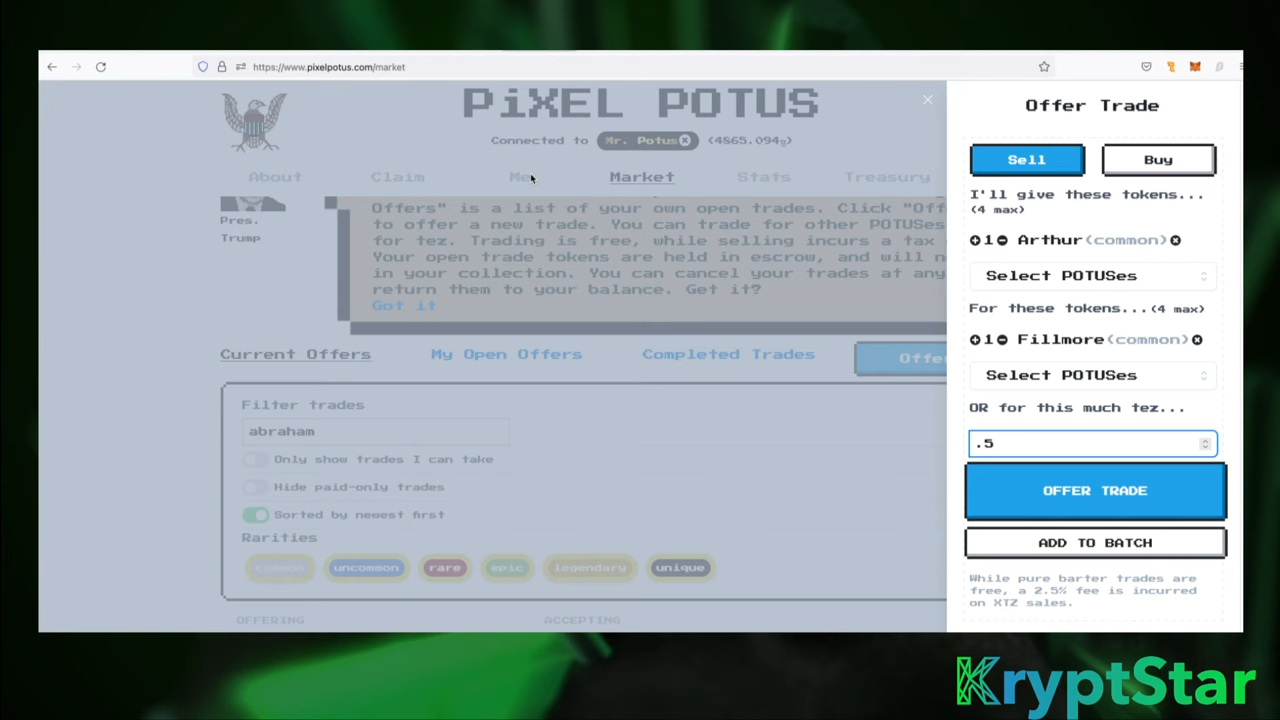 https://www.pixelpotus.com/market
PiXEL POTUS
Connected to Mr. Potus (4865.094ꜩ)
About Claim Me Market Stats Treasury
Pres.
Trump
Offers" is a list of your own open trades. Click "Off
to offer a new trade. You can trade for other POTUSes
for tez. Trading is free, while selling incurs a tax
Your open trade tokens are held in escrow, and will n
in your collection. You can cancel your trades at any
return them to your balance. Get it?
Got it
Current Offers My Open Offers Completed Trades Offe
Filter trades
abraham
Only show trades I can take
Hide paid-only trades
Sorted by newest first
Rarities
common uncommon rare epic legendary unique
OFFERING ACCEPTING
Offer Trade
Sell Buy
I'll give these tokens...
(4 max)
1 Arthur(common)
Select POTUSes
For these tokens...(4 max)
1 Fillmore(common)
Select POTUSes
OR for this much tez...
.5
OFFER TRADE
ADD TO BATCH
While pure barter trades are
free, a 2.5% fee is incurred
on XTZ sales.
KryptStar